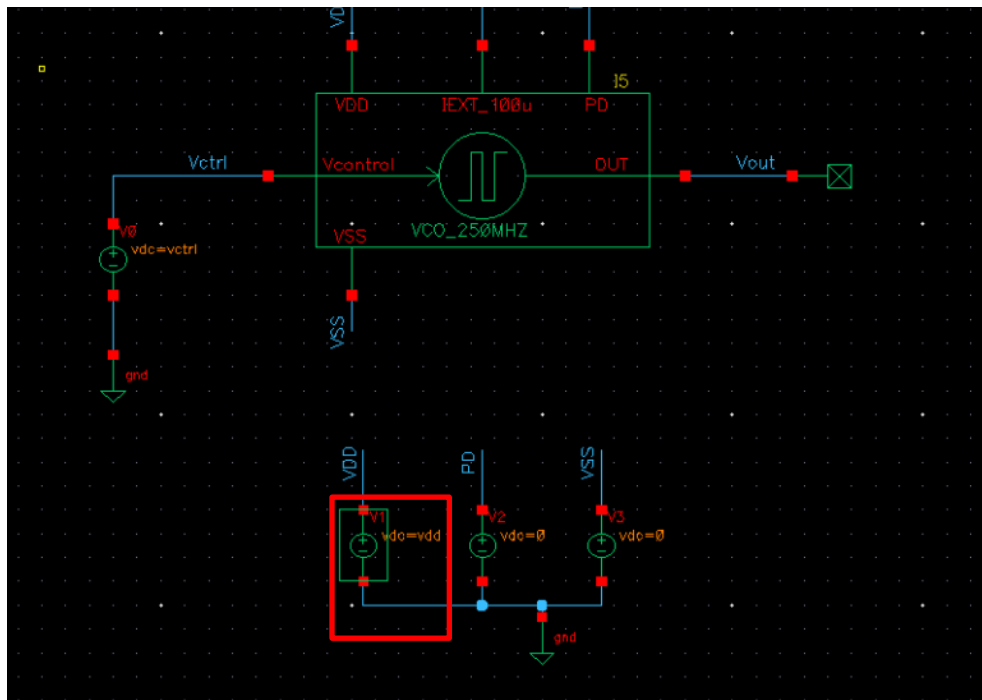 VD
I5
VDD IEXT_100u PD
Vctrl Vcontrol OUT Vout
VSS VCO_250MHZ
V0
vdc=vctrl
VSS
gnd
VDD PD VSS
V1 V2 V3
vdc=vdd vdc=0 vdc=0
gnd